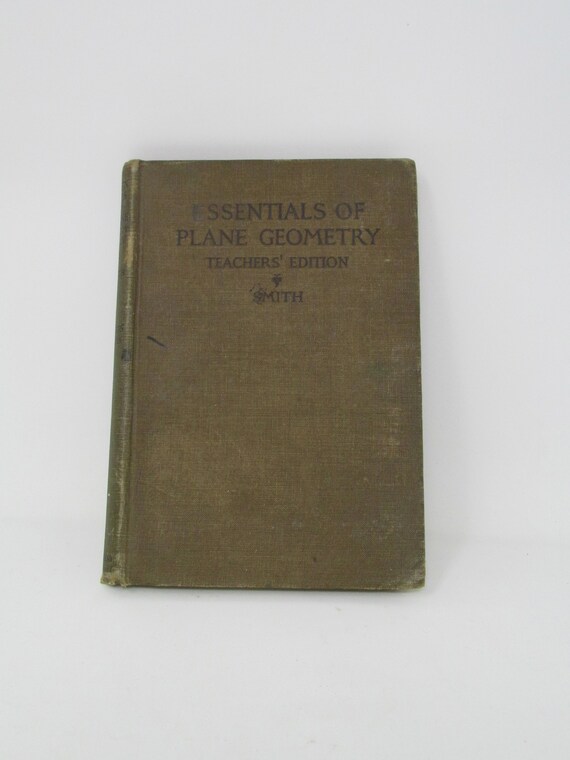 ESSENTIALS OF
PLANE GEOMETRY
TEACHERS' EDITION
SMITH